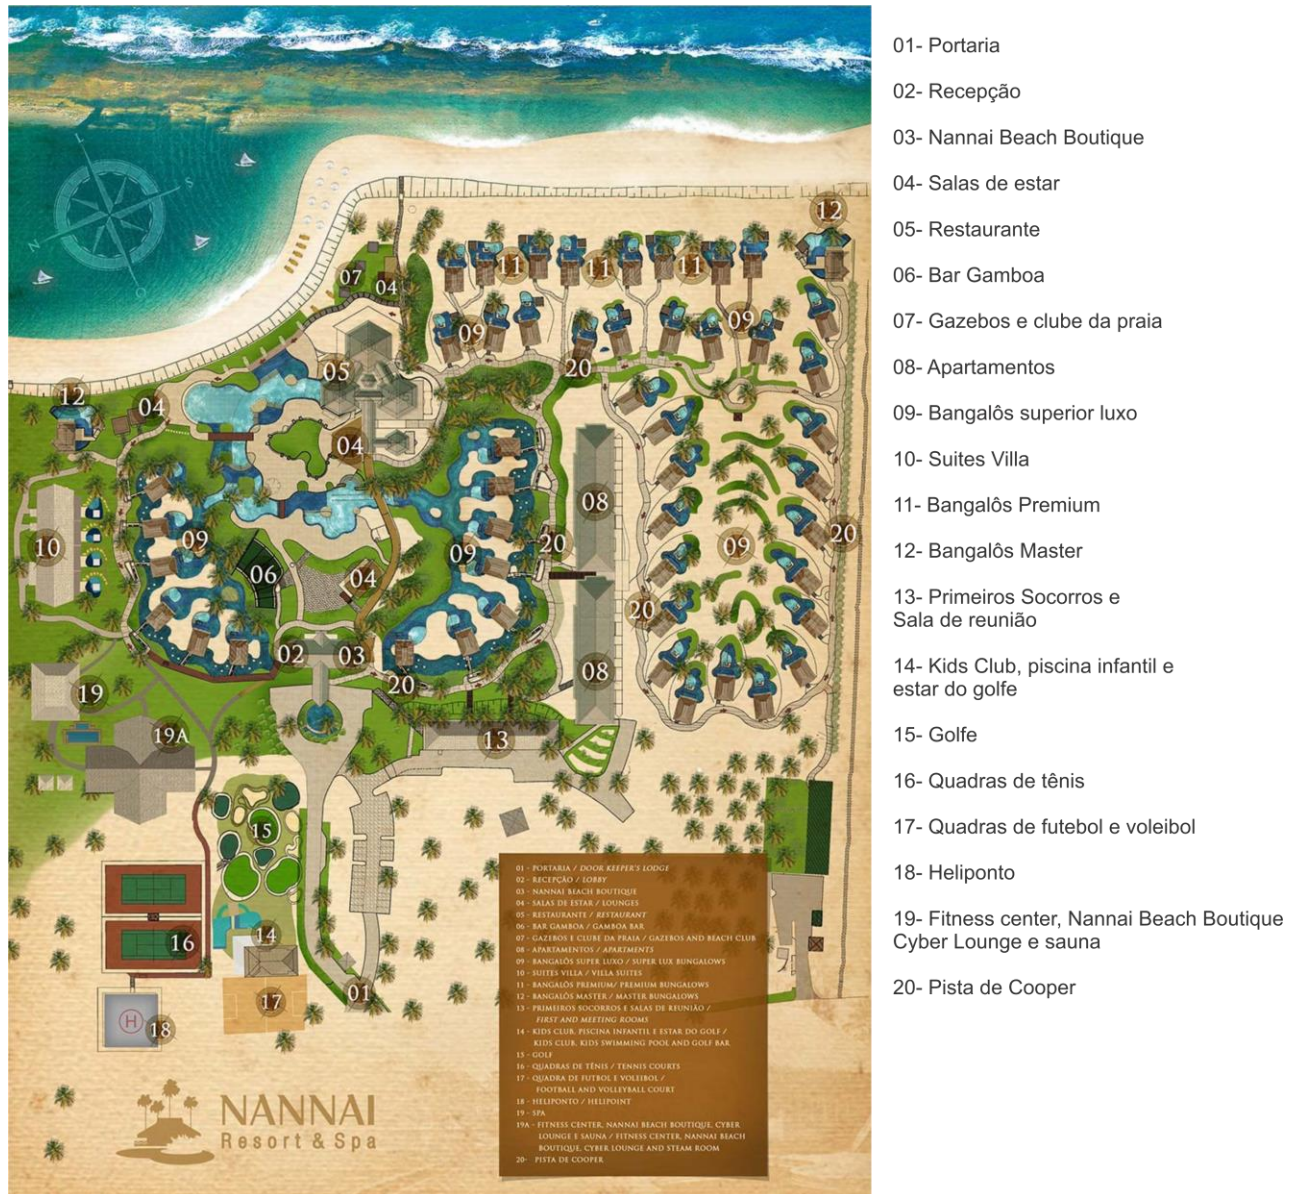 L
S
N
O
12
11
11
11
07
04
09
09
05
20
12
04
04
08
10
09
09
20
09
20
06
04
20
02
03
08
19
20
19A
13
15
16
14
01
17
18
H
NANNAI
Resort & Spa
01 - PORTARIA / DOOR KEEPER'S LODGE
02 - RECEPÇÃO / LOBBY
03 - NANNAI BEACH BOUTIQUE
04 - SALAS DE ESTAR / LOUNGES
05 - RESTAURANTE / RESTAURANT
06 - BAR GAMBOA / GAMBOA BAR
07 - GAZEBOS E CLUBE DA PRAIA / GAZEBOS AND BEACH CLUB
08 - APARTAMENTOS / APARTMENTS
09 - BANGALÔS SUPER LUXO / SUPER LUX BUNGALOWS
10 - SUITES VILLA / VILLA SUITES
11 - BANGALÔS PREMIUM/ PREMIUM BUNGALOWS
12 - BANGALÔS MASTER / MASTER BUNGALOWS
13 - PRIMEIROS SOCORROS E SALAS DE REUNIÃO /
FIRST AND MEETING ROOMS
14 - KIDS CLUB, PISCINA INFANTIL E ESTAR DO GOLF /
KIDS CLUB, KIDS SWIMMING POOL AND GOLF BAR
15 - GOLF
16 - QUADRAS DE TÊNIS / TENNIS COURTS
17 - QUADRA DE FUTBOL E VOLEIBOL /
FOOTBALL AND VOLLEYBALL COURT
18 - HELIPONTO / HELIPOINT
19 - SPA
19A - FITNESS CENTER, NANNAI BEACH BOUTIQUE, CYBER
LOUNGE E SAUNA / FITNESS CENTER, NANNAI BEACH
BOUTIQUE, CYBER LOUNGE AND STEAM ROOM
20- PISTA DE COOPER
01- Portaria
02- Recepção
03- Nannai Beach Boutique
04- Salas de estar
05- Restaurante
06- Bar Gamboa
07- Gazebos e clube da praia
08- Apartamentos
09- Bangalôs superior luxo
10- Suites Villa
11- Bangalôs Premium
12- Bangalôs Master
13- Primeiros Socorros e
Sala de reunião
14- Kids Club, piscina infantil e
estar do golfe
15- Golfe
16- Quadras de tênis
17- Quadras de futebol e voleibol
18- Heliponto
19- Fitness center, Nannai Beach Boutique
Cyber Lounge e sauna
20- Pista de Cooper